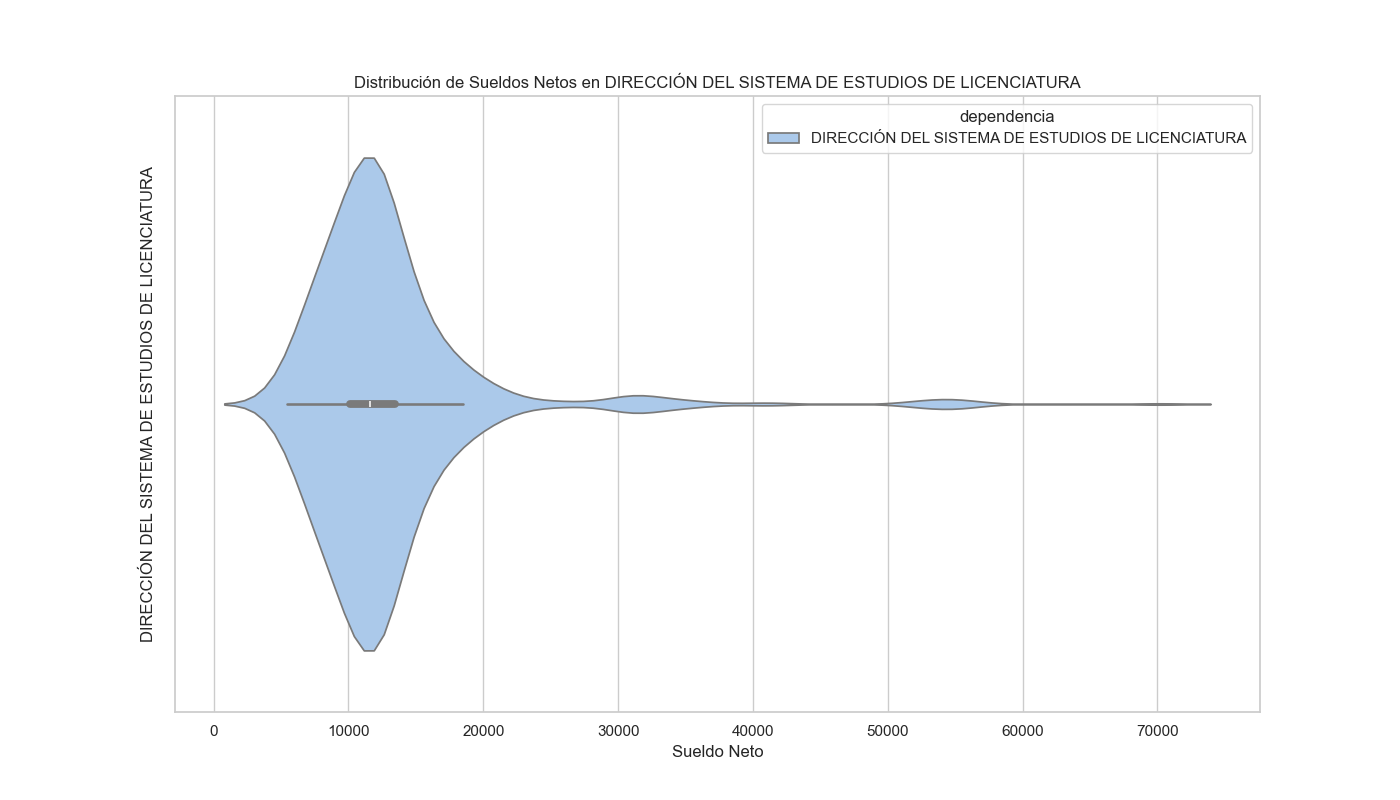 Distribución de Sueldos Netos en DIRECCIÓN DEL SISTEMA DE ESTUDIOS DE LICENCIATURA
dependencia
DIRECCIÓN DEL SISTEMA DE ESTUDIOS DE LICENCIATURA
DIRECCIÓN DEL SISTEMA DE ESTUDIOS DE LICENCIATURA
0 10000 20000 30000 40000 50000 60000 70000
Sueldo Neto